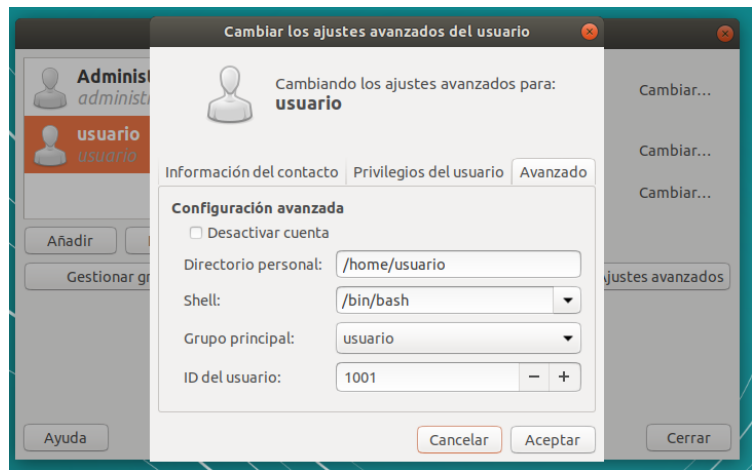 Cambiar los ajustes avanzados del usuario
Cambiando los ajustes avanzados para:
usuario
Información del contacto Privilegios del usuario Avanzado
Configuración avanzada
Desactivar cuenta
Directorio personal: /home/usuario
Shell: /bin/bash
Grupo principal: usuario
ID del usuario: 1001 − +
Cancelar Aceptar
usuario
usuario
Cambiar...
Cambiar...
Cambiar...
Añadir
Gestionar
Ayuda
Cerrar